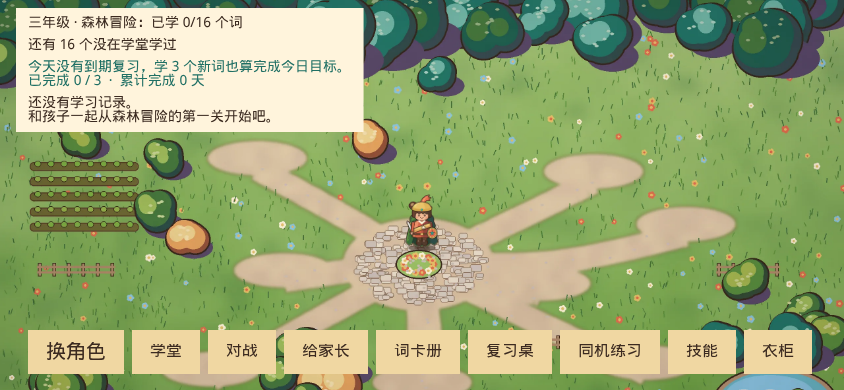 三年级 · 森林冒险：已学 0/16 个词
还有 16 个没在学堂学过
今天没有到期复习，学 3 个新词也算完成今日目标。
已完成 0 / 3 · 累计完成 0 天
还没有学习记录。
和孩子一起从森林冒险的第一关开始吧。
换角色 学堂 对战 给家长 词卡册 复习桌 同机练习 技能 衣柜